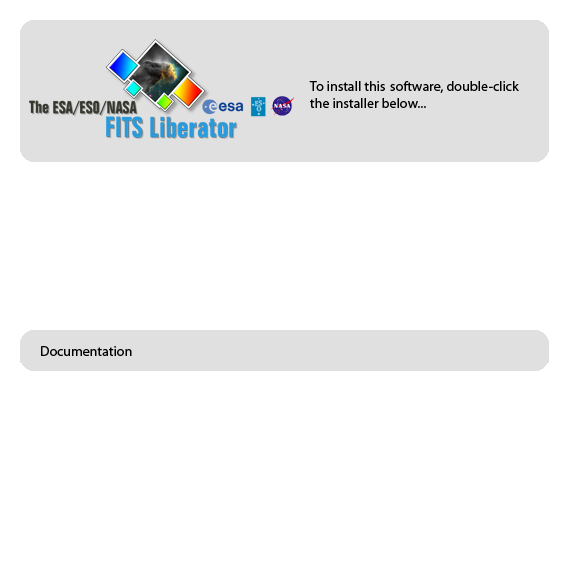 The ESA/ESO/NASA
FITS Liberator
esa
ESO
NASA
To install this software, double-click
the installer below...
Documentation